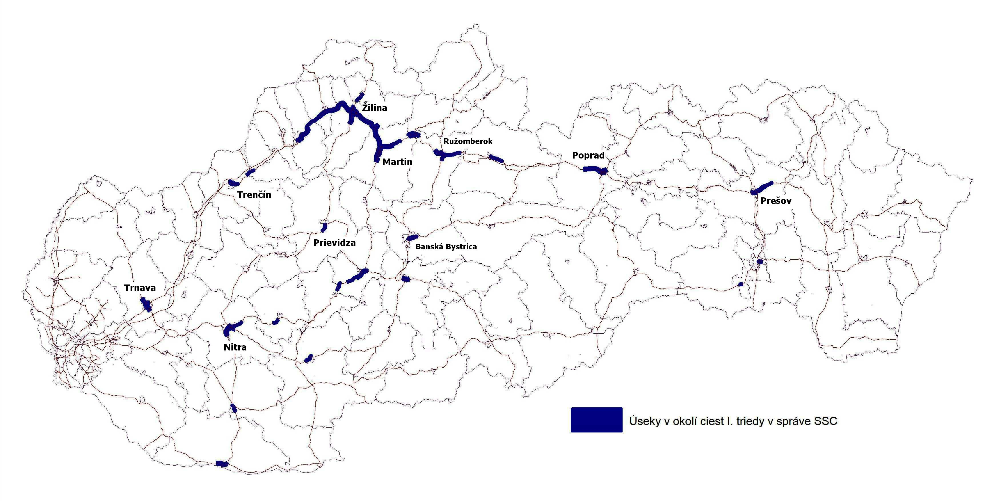 Žilina
Ružomberok
Poprad
Martin
Trenčín
Prešov
Prievidza
Banská Bystrica
Trnava
Nitra
Úseky v okolí ciest I. triedy v správe SSC